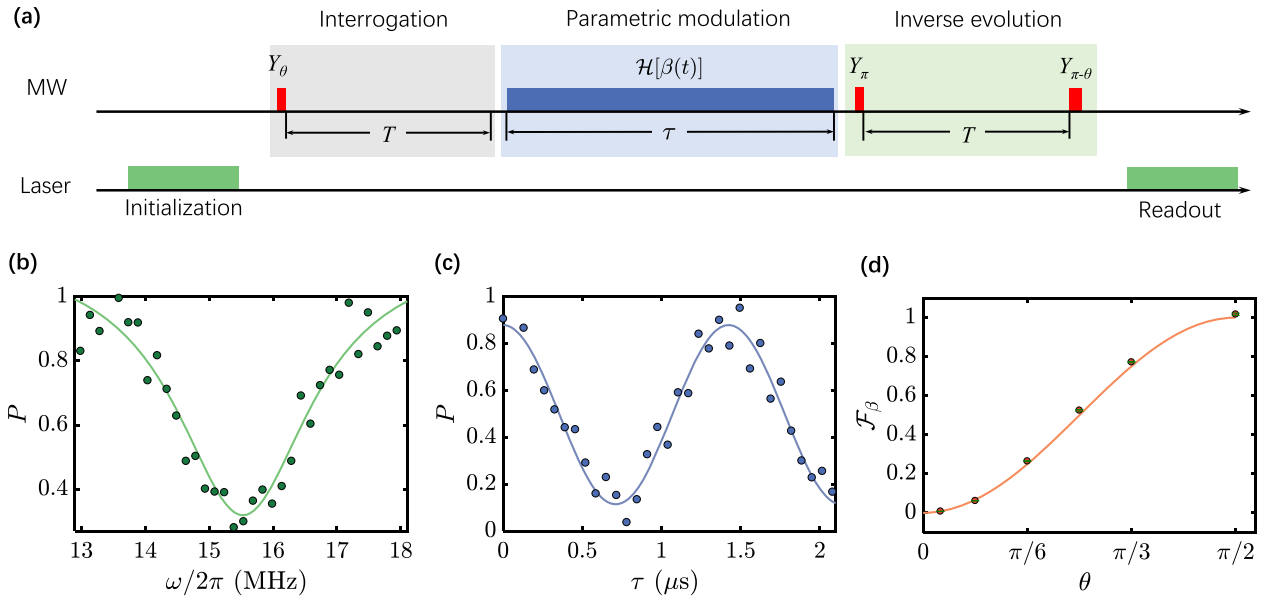 (a)
Interrogation Parametric modulation Inverse evolution
MW
Y_θ
T
ℋ[β(t)]
τ
Y_π
Y_{π-θ}
T
Laser
Initialization
Readout
(b)
P
1
0.8
0.6
0.4
13 14 15 16 17 18
ω/2π (MHz)
(c)
P
1
0.8
0.6
0.4
0.2
0
0 0.5 1 1.5 2
τ (μs)
(d)
ℱ_β
1
0.8
0.6
0.4
0.2
0
0 π/6 π/3 π/2
θ